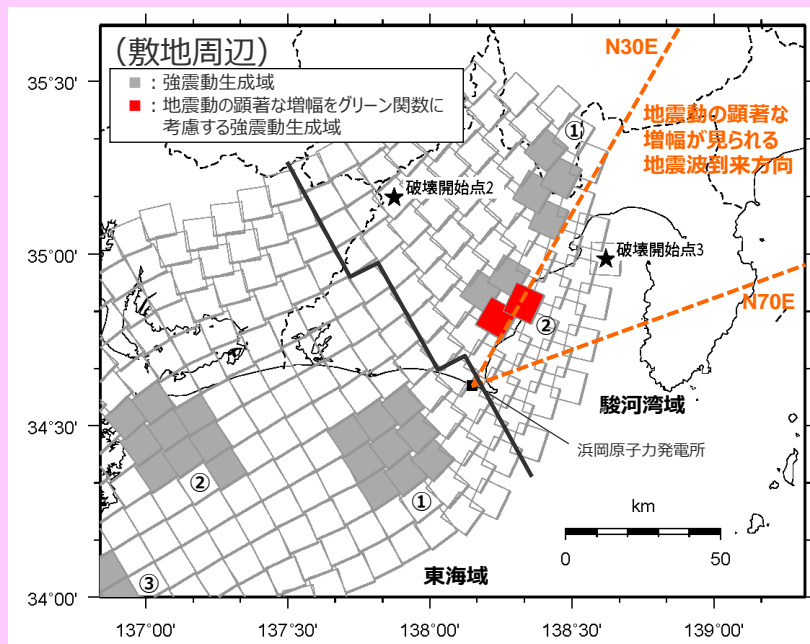 （敷地周辺）
■ ：強震動生成域
■ ：地震動の顕著な増幅をグリーン関数に
考慮する強震動生成域
N30E
地震動の顕著な
増幅が見られる
地震波到来方向
①
★ 破壊開始点2
★ 破壊開始点3
N70E
②
駿河湾域
浜岡原子力発電所
②
①
③
東海域
km
0 50
35°30'
35°00'
34°30'
34°00'
137°00' 137°30' 138°00' 138°30' 139°00'